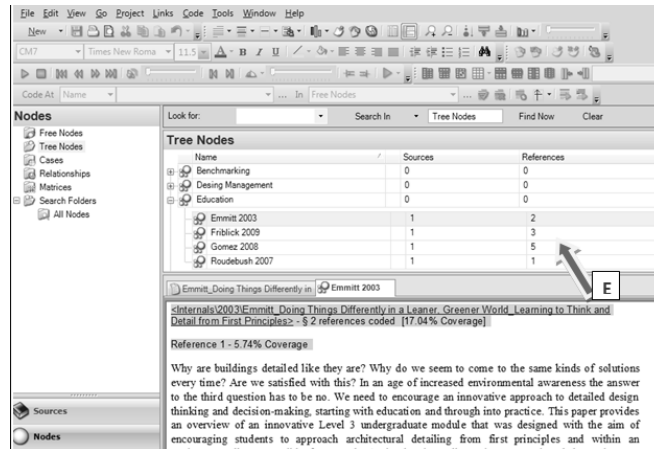 File Edit View Go Project Links Code Tools Window Help
New
CM7 Times New Roma 11.5 A B I U
Code At Name ... In Free Nodes ...
Nodes
Free Nodes
Tree Nodes
Cases
Relationships
Matrices
Search Folders
All Nodes
Sources
Nodes
Look for: Search In Tree Nodes Find Now Clear
Tree Nodes
Name Sources References
Benchmarking 0 0
Desing Management 0 0
Education 0 0
Emmitt 2003 1 2
Friblick 2009 1 3
Gomez 2008 1 5
Roudebush 2007 1 1
E
Emmitt_Doing Things Differently in Emmitt 2003
<Internals\2003\Emmitt_Doing Things Differently in a Leaner, Greener World_Learning to Think and
Detail from First Principles> - § 2 references coded [17.04% Coverage]
Reference 1 - 5.74% Coverage
Why are buildings detailed like they are? Why do we seem to come to the same kinds of solutions
every time? Are we satisfied with this? In an age of increased environmental awareness the answer
to the third question has to be no. We need to encourage an innovative approach to detailed design
thinking and decision-making, starting with education and through into practice. This paper provides
an overview of an innovative Level 3 undergraduate module that was designed with the aim of
encouraging students to approach architectural detailing from first principles and within an